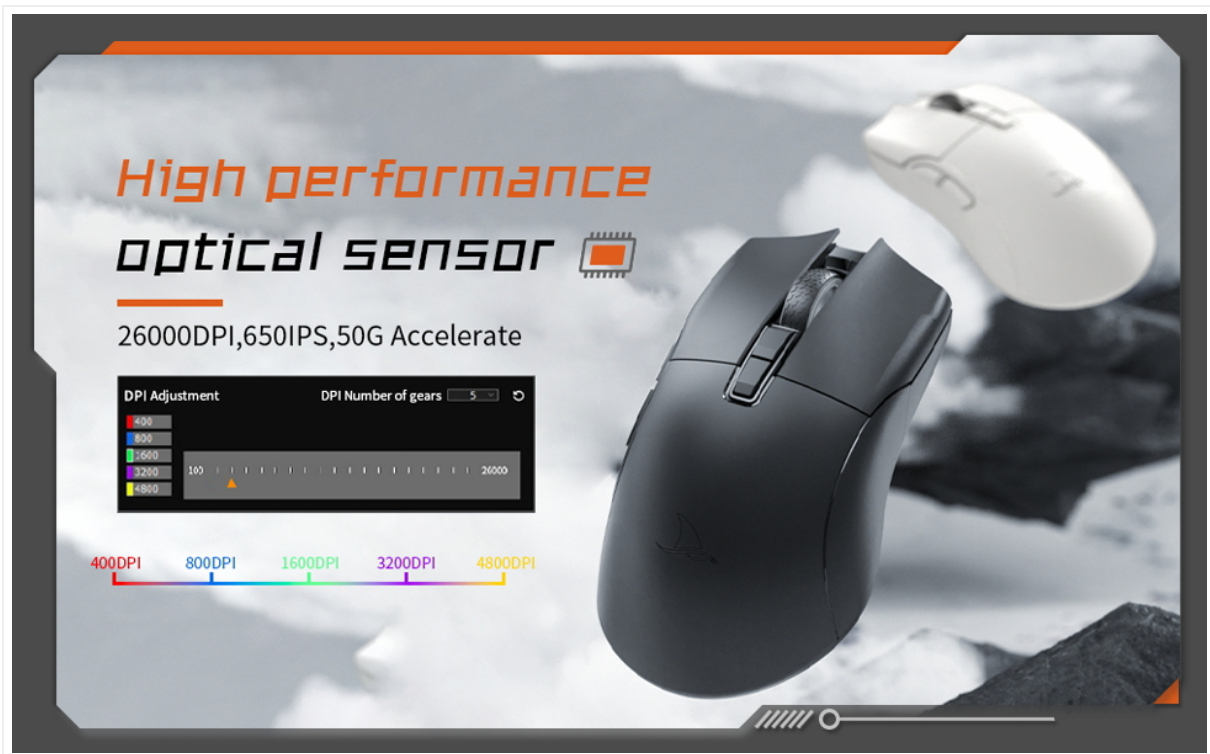 High performance
optical sensor
26000DPI,650IPS,50G Accelerate
DPI Adjustment DPI Number of gears 5
400
800
1600
3200
4800
100 26000
400DPI 800DPI 1600DPI 3200DPI 4800DPI